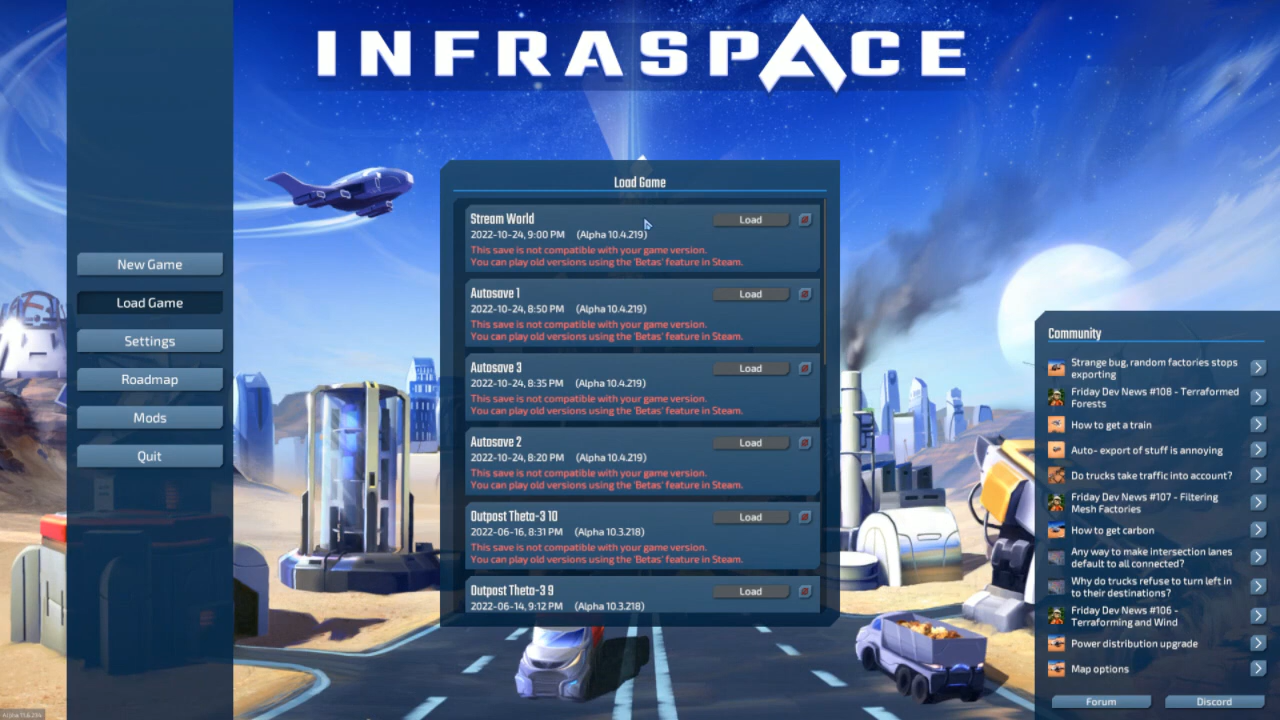 INFRASPACE
New Game
Load Game
Settings
Roadmap
Mods
Quit
Load Game
Stream World
Load
2022-10-24, 9:00 PM (Alpha 10.4.219)
This save is not compatible with your game version.
You can play old versions using the 'Betas' feature in Steam.
Autosave 1
Load
2022-10-24, 8:50 PM (Alpha 10.4.219)
This save is not compatible with your game version.
You can play old versions using the 'Betas' feature in Steam.
Autosave 3
Load
2022-10-24, 8:35 PM (Alpha 10.4.219)
This save is not compatible with your game version.
You can play old versions using the 'Betas' feature in Steam.
Autosave 2
Load
2022-10-24, 8:20 PM (Alpha 10.4.219)
This save is not compatible with your game version.
You can play old versions using the 'Betas' feature in Steam.
Outpost Theta-3 10
Load
2022-06-16, 8:31 PM (Alpha 10.3.218)
This save is not compatible with your game version.
You can play old versions using the 'Betas' feature in Steam.
Outpost Theta-3 9
Load
2022-06-14, 9:12 PM (Alpha 10.3.218)
Community
Strange bug, random factories stops
exporting
Friday Dev News #108 - Terraformed
Forests
How to get a train
Auto- export of stuff is annoying
Do trucks take traffic into account?
Friday Dev News #107 - Filtering
Mesh Factories
How to get carbon
Any way to make intersection lanes
default to all connected?
Why do trucks refuse to turn left in
to their destinations?
Friday Dev News #106 -
Terraforming and Wind
Power distribution upgrade
Map options
Forum
Discord